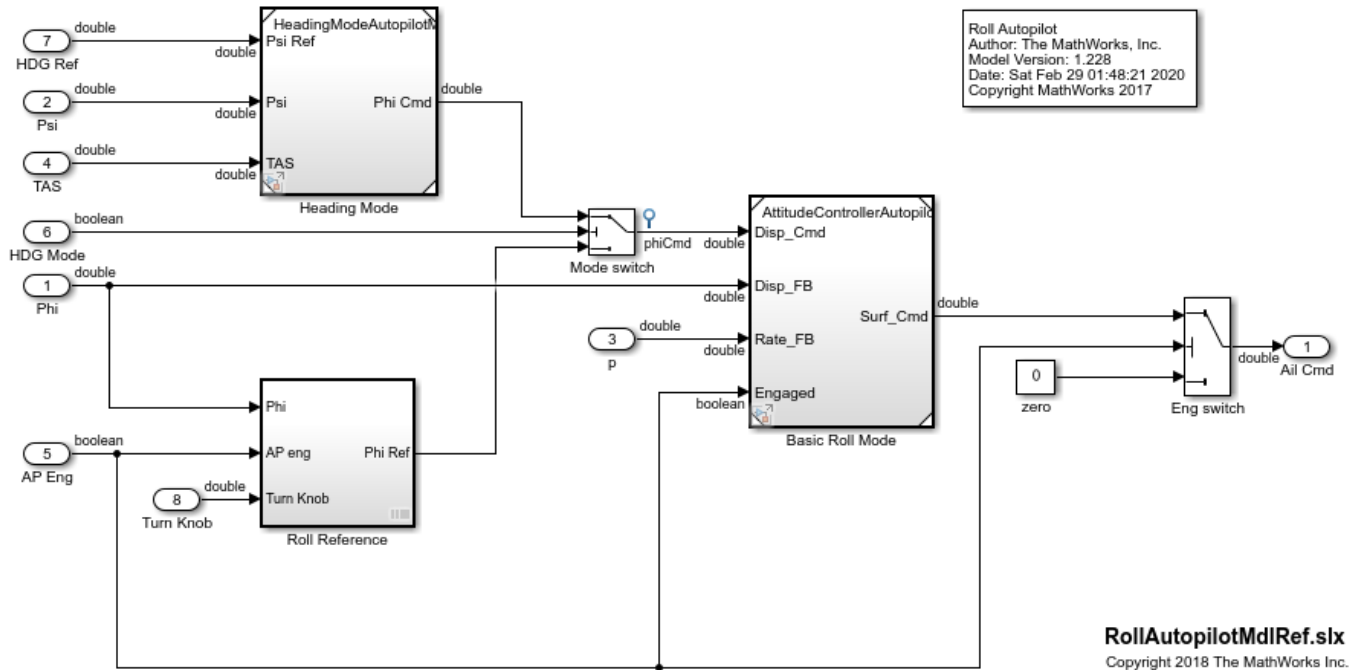 double
HeadingModeAutopilotM
7
double
Psi Ref
HDG Ref
double
2
double
Psi
Phi Cmd
double
Psi
double
4
double
TAS
TAS
Heading Mode
Roll Autopilot
Author: The MathWorks, Inc.
Model Version: 1.228
Date: Sat Feb 29 01:48:21 2020
Copyright MathWorks 2017
boolean
6
HDG Mode
Mode switch
phiCmd
double
AttitudeControllerAutopilo
Disp_Cmd
double
1
Phi
double
Disp_FB
double
3
p
double
Rate_FB
Surf_Cmd
double
boolean
Engaged
Basic Roll Mode
0
zero
Eng switch
double
1
Ail Cmd
Phi
boolean
5
AP Eng
AP eng
Phi Ref
double
8
Turn Knob
Turn Knob
Roll Reference
RollAutopilotMdlRef.slx
Copyright 2018 The MathWorks Inc.